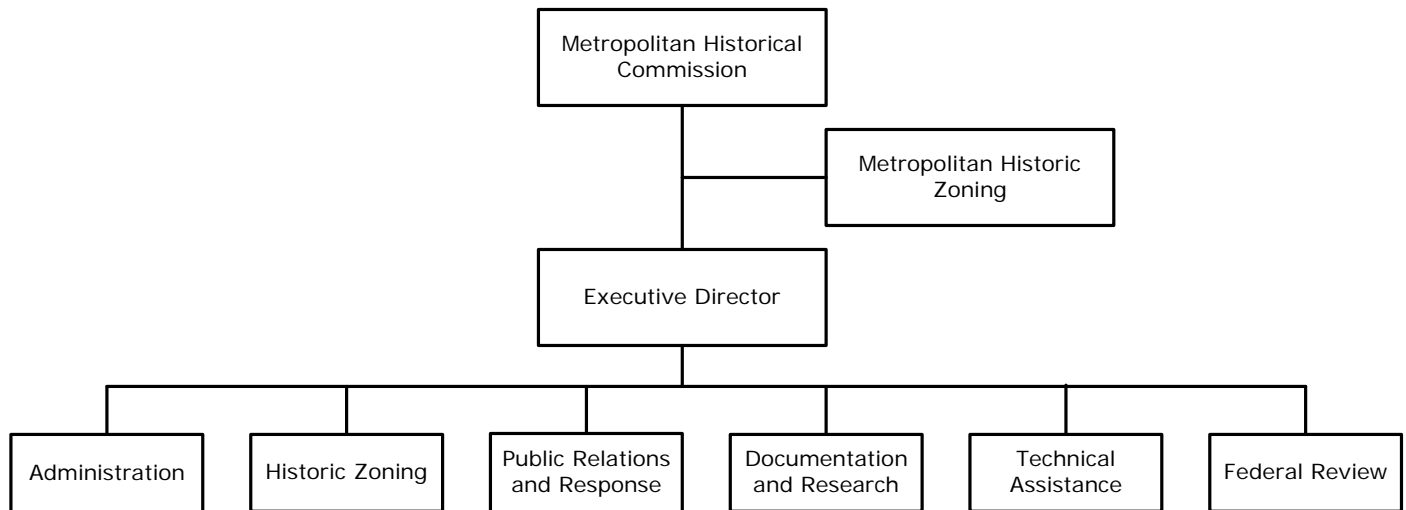 Metropolitan Historical
Commission
Metropolitan Historic
Zoning
Executive Director
Administration
Historic Zoning
Public Relations
and Response
Documentation
and Research
Technical
Assistance
Federal Review